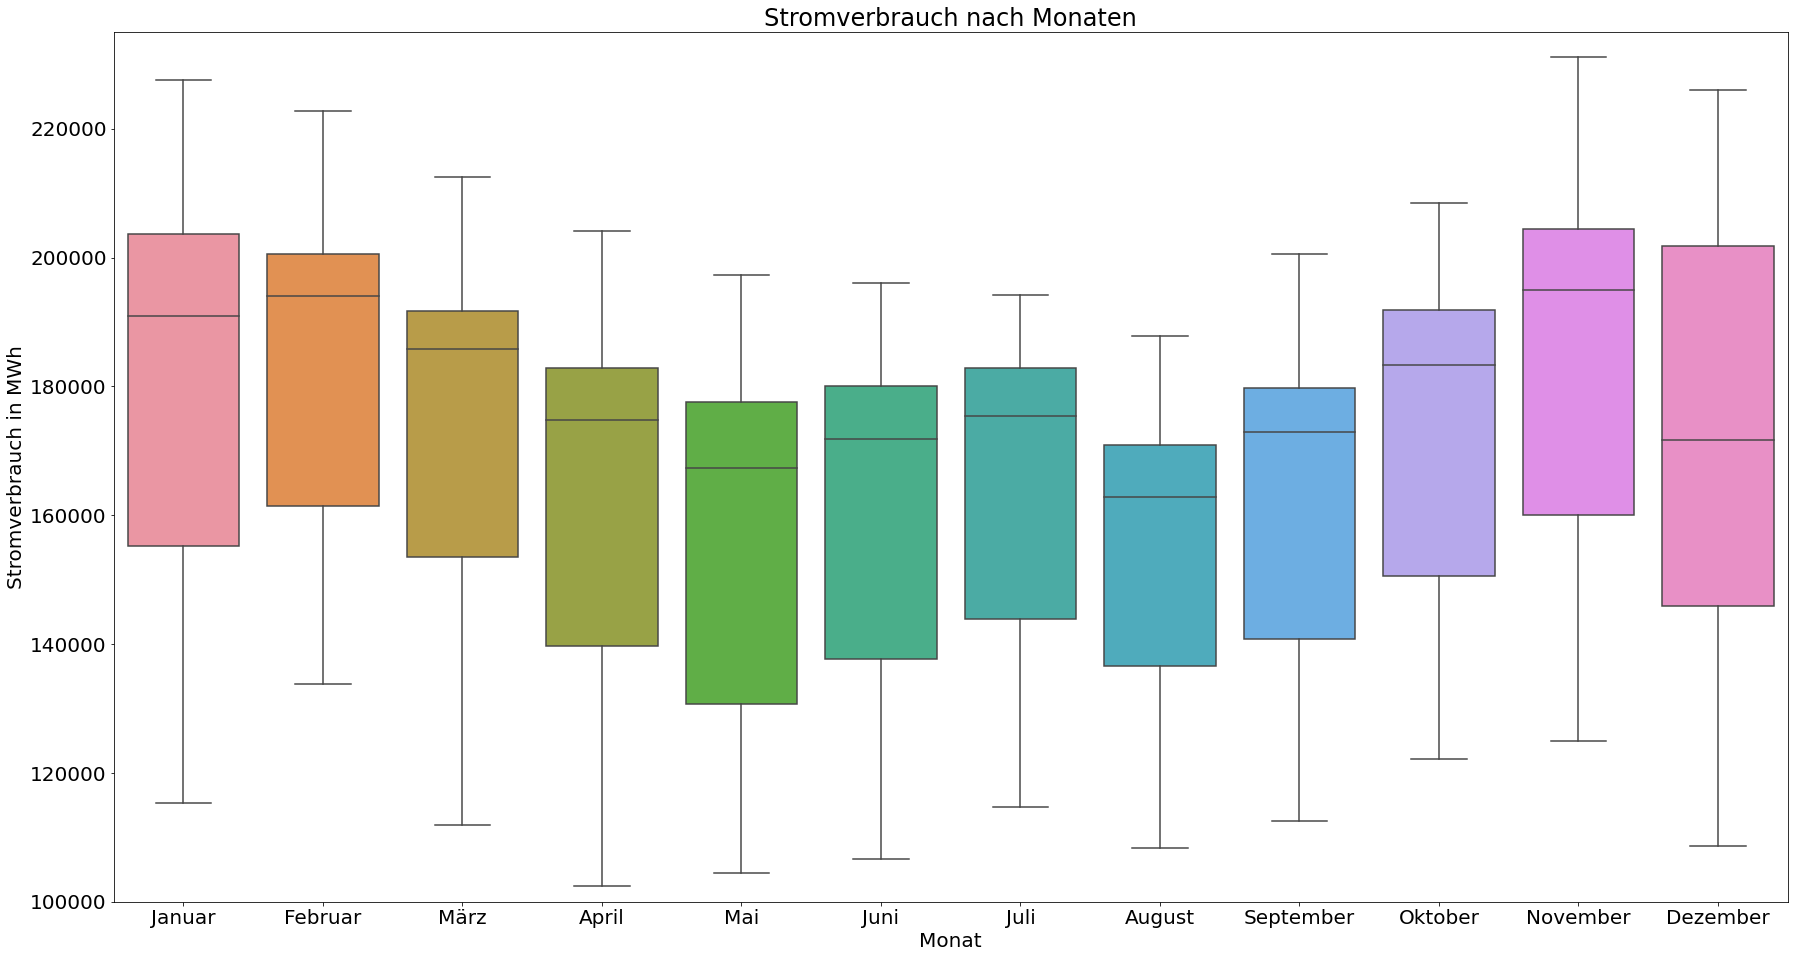 Stromverbrauch nach Monaten
Stromverbrauch in MWh
220000
200000
180000
160000
140000
120000
100000
Januar Februar März April Mai Juni Juli August September Oktober November Dezember
Monat